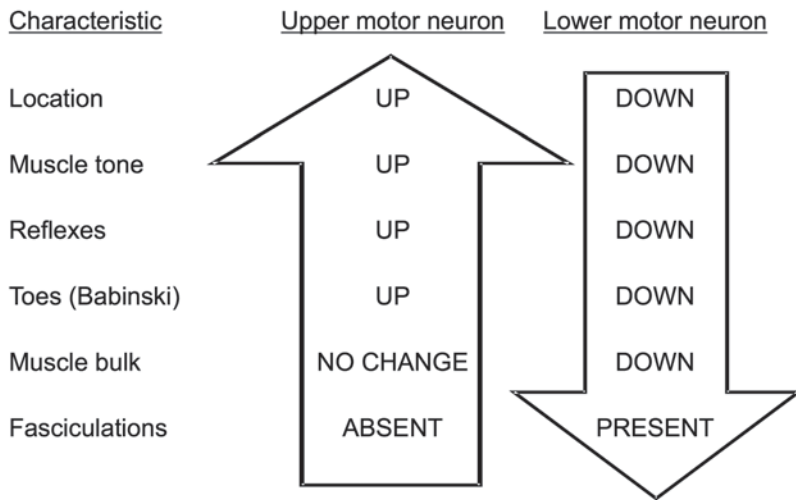 Characteristic Upper motor neuron Lower motor neuron
Location UP DOWN
Muscle tone UP DOWN
Reflexes UP DOWN
Toes (Babinski) UP DOWN
Muscle bulk NO CHANGE DOWN
Fasciculations ABSENT PRESENT